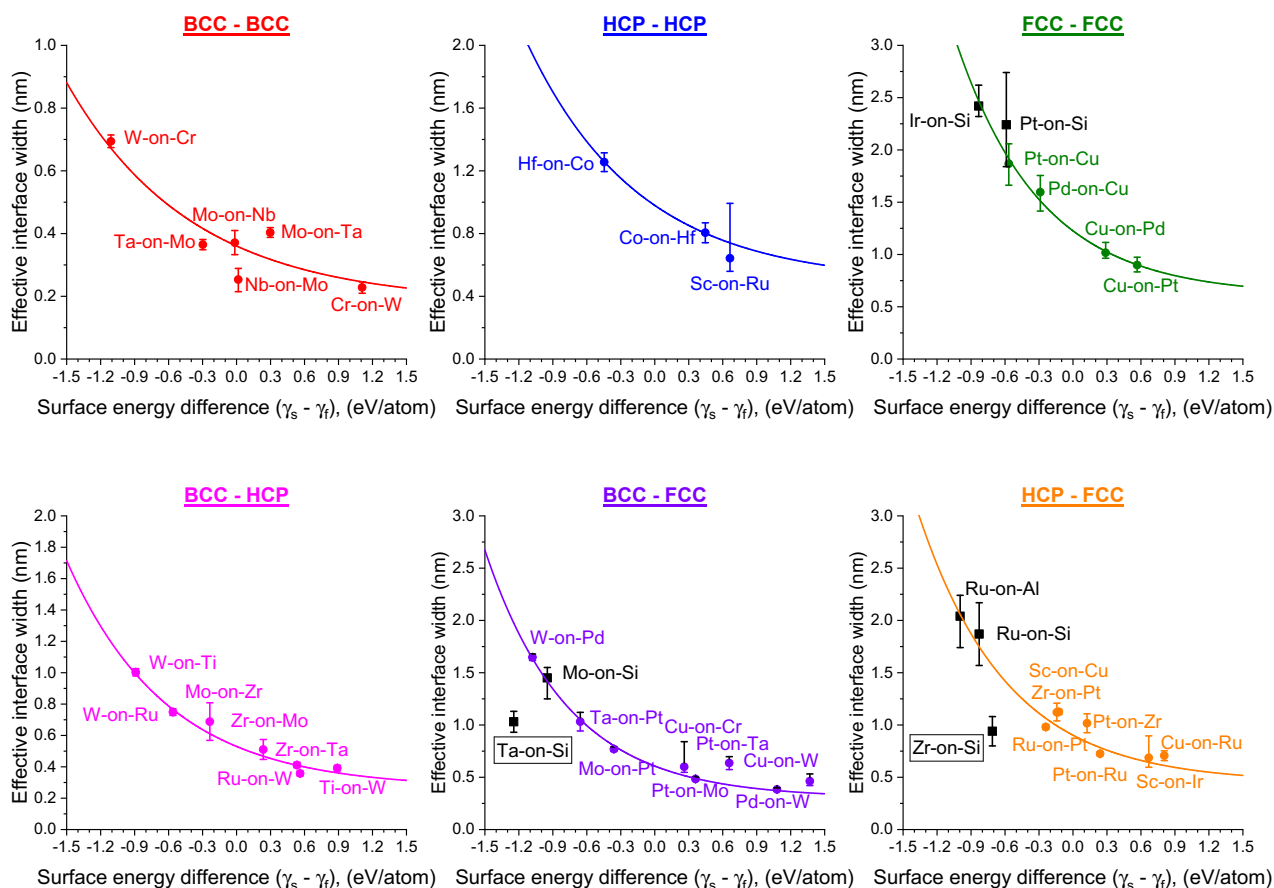 BCC - BCC
Effective interface width (nm)
1.0
0.8
0.6
0.4
0.2
0.0
W-on-Cr
Mo-on-Nb
Ta-on-Mo
Mo-on-Ta
Nb-on-Mo
Cr-on-W
-1.5 -1.2 -0.9 -0.6 -0.3 0.0 0.3 0.6 0.9 1.2 1.5
Surface energy difference (γs - γf), (eV/atom)
HCP - HCP
Effective interface width (nm)
2.0
1.6
1.2
0.8
0.4
0.0
Hf-on-Co
Co-on-Hf
Sc-on-Ru
-1.5 -1.2 -0.9 -0.6 -0.3 0.0 0.3 0.6 0.9 1.2 1.5
Surface energy difference (γs - γf), (eV/atom)
FCC - FCC
Effective interface width (nm)
3.0
2.5
2.0
1.5
1.0
0.5
0.0
Ir-on-Si
Pt-on-Si
Pt-on-Cu
Pd-on-Cu
Cu-on-Pd
Cu-on-Pt
-1.5 -1.2 -0.9 -0.6 -0.3 0.0 0.3 0.6 0.9 1.2 1.5
Surface energy difference (γs - γf), (eV/atom)
BCC - HCP
Effective interface width (nm)
2.0
1.8
1.6
1.4
1.2
1.0
0.8
0.6
0.4
0.2
0.0
W-on-Ti
Mo-on-Zr
W-on-Ru
Zr-on-Mo
Zr-on-Ta
Ru-on-W
Ti-on-W
-1.5 -1.2 -0.9 -0.6 -0.3 0.0 0.3 0.6 0.9 1.2 1.5
Surface energy difference (γs - γf), (eV/atom)
BCC - FCC
Effective interface width (nm)
3.0
2.5
2.0
1.5
1.0
0.5
0.0
W-on-Pd
Mo-on-Si
Ta-on-Pt
Cu-on-Cr
Ta-on-Si
Pt-on-Ta
Mo-on-Pt
Cu-on-W
Pt-on-Mo
Pd-on-W
-1.5 -1.2 -0.9 -0.6 -0.3 0.0 0.3 0.6 0.9 1.2 1.5
Surface energy difference (γs - γf), (eV/atom)
HCP - FCC
Effective interface width (nm)
3.0
2.5
2.0
1.5
1.0
0.5
0.0
Ru-on-Al
Ru-on-Si
Sc-on-Cu
Zr-on-Pt
Pt-on-Zr
Zr-on-Si
Ru-on-Pt
Cu-on-Ru
Pt-on-Ru
Sc-on-Ir
-1.5 -1.2 -0.9 -0.6 -0.3 0.0 0.3 0.6 0.9 1.2 1.5
Surface energy difference (γs - γf), (eV/atom)